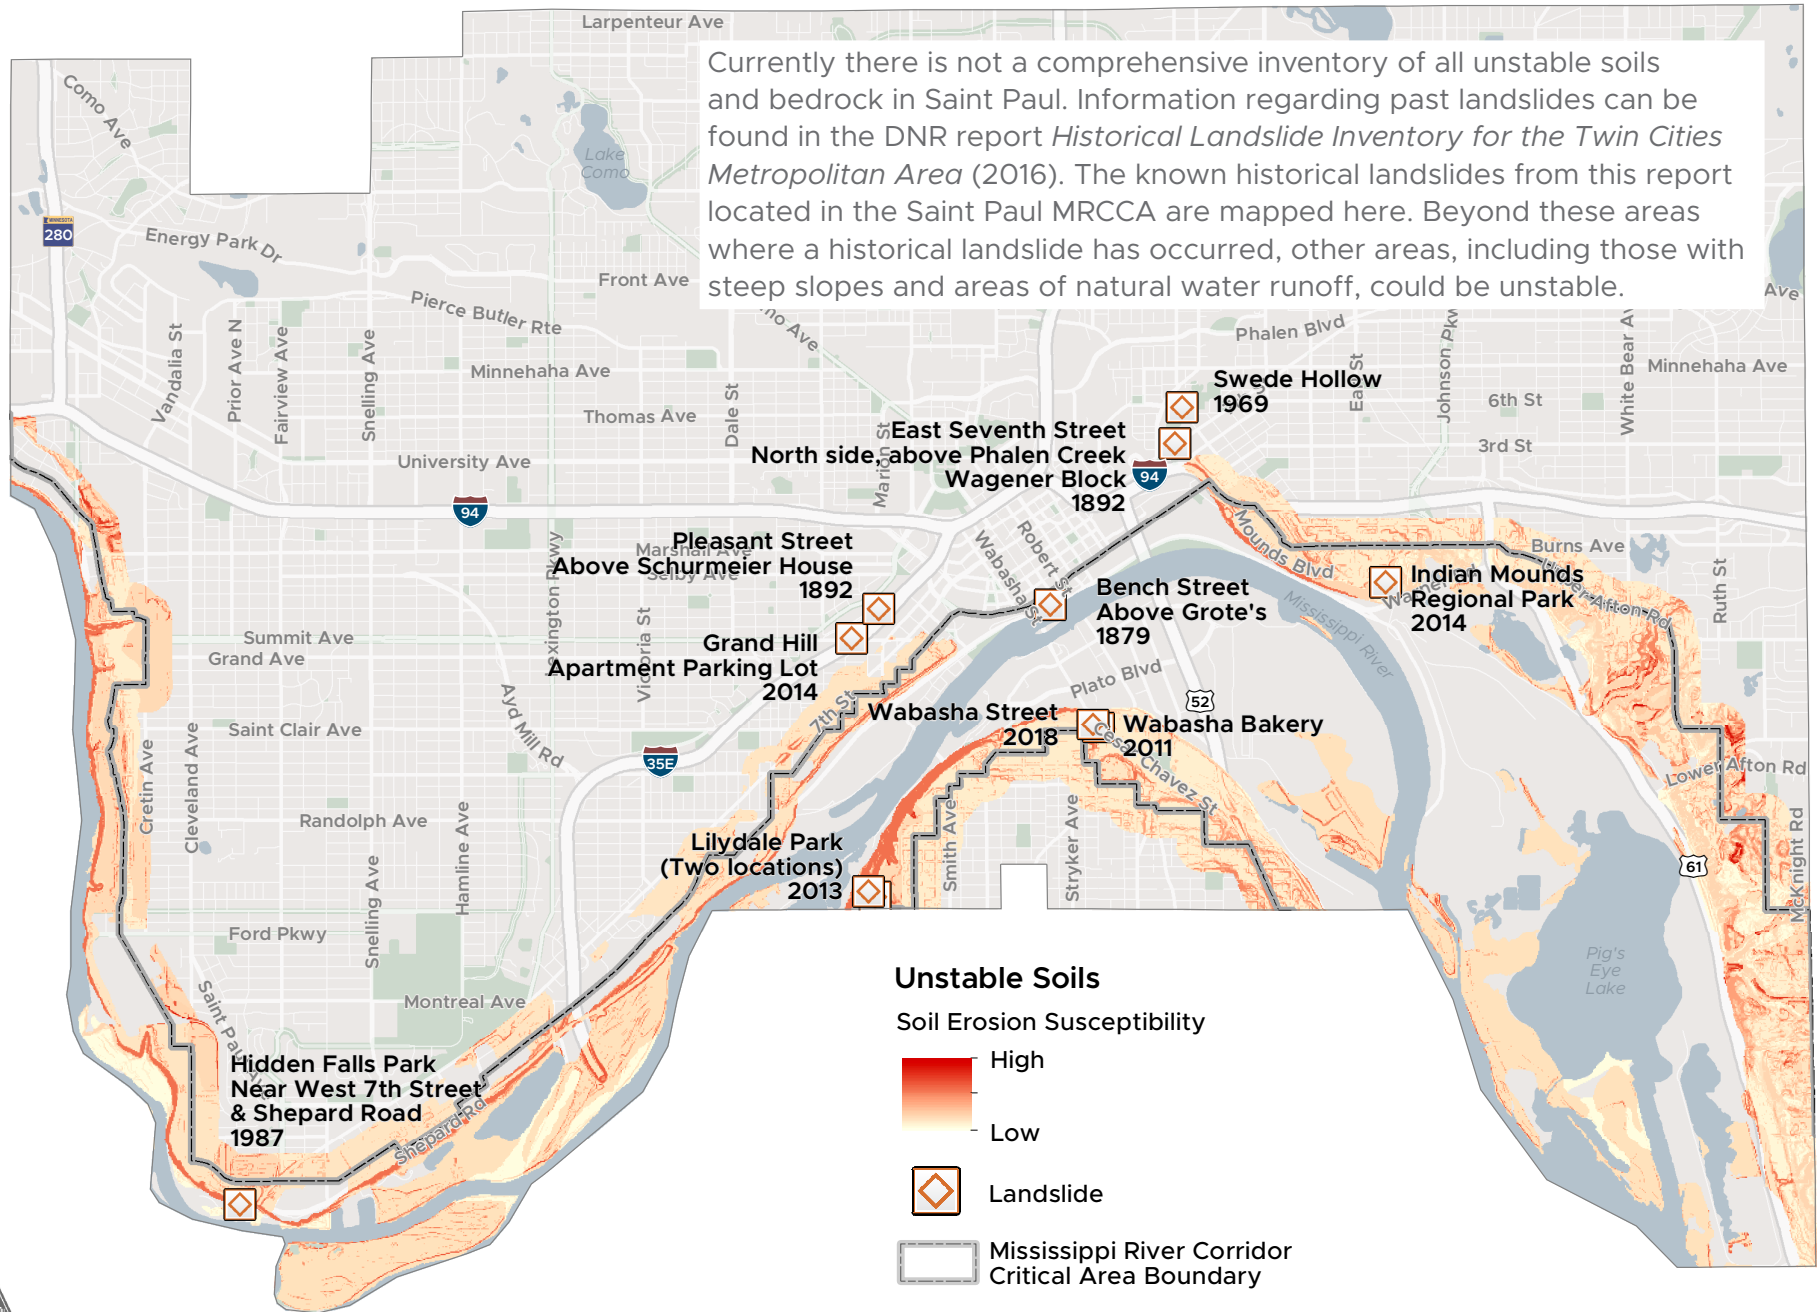 Larpenteur Ave
Currently there is not a comprehensive inventory of all unstable soils
and bedrock in Saint Paul. Information regarding past landslides can be
found in the DNR report Historical Landslide Inventory for the Twin Cities
Metropolitan Area (2016). The known historical landslides from this report
located in the Saint Paul MRCCA are mapped here. Beyond these areas
where a historical landslide has occurred, other areas, including those with
steep slopes and areas of natural water runoff, could be unstable.
Como Ave
Lake
Como
MINNESOTA
280
Energy Park Dr
Front Ave
Pierce Butler Rte
Ave
Ave
Phalen Blvd
Vandalia St
Prior Ave N
Fairview Ave
Snelling Ave
Minnehaha Ave
Minnehaha Ave
Dale St
Thomas Ave
Marion St
Johnson
White Bear
6th St
3rd St
University Ave
Swede Hollow
1969
East Seventh Street
North side, above Phalen Creek
Wagener Block
1892
94
94
Pleasant Street
Above Schurmeier House
1892
Marshall Ave
Selby Ave
Robert St
Wabasha St
Mounds Blvd
Burns Ave
Upper Afton Rd
Ruth St
Indian Mounds
Regional Park
2014
Bench Street
Above Grote's
1879
Mississippi River
Victoria St
Summit Ave
Grand Ave
Grand Hill
Apartment Parking Lot
2014
Ayd Mill Rd
Plato Blvd
52
7th St
Wabasha Street
2018
Wabasha Bakery
2011
Cesar Chavez St
Saint Clair Ave
35E
Cretin Ave
Cleveland Ave
Randolph Ave
Hamline Ave
Snelling Ave
Lilydale Park
(Two locations)
2013
Smith Ave
Stryker Ave
Lower Afton Rd
61
McKnight Rd
Ford Pkwy
Pig's
Eye
Lake
Montreal Ave
Saint Paul
Hidden Falls Park
Near West 7th Street
& Shepard Road
1987
Shepard Rd
Unstable Soils
Soil Erosion Susceptibility
High
Low
Landslide
Mississippi River Corridor
Critical Area Boundary